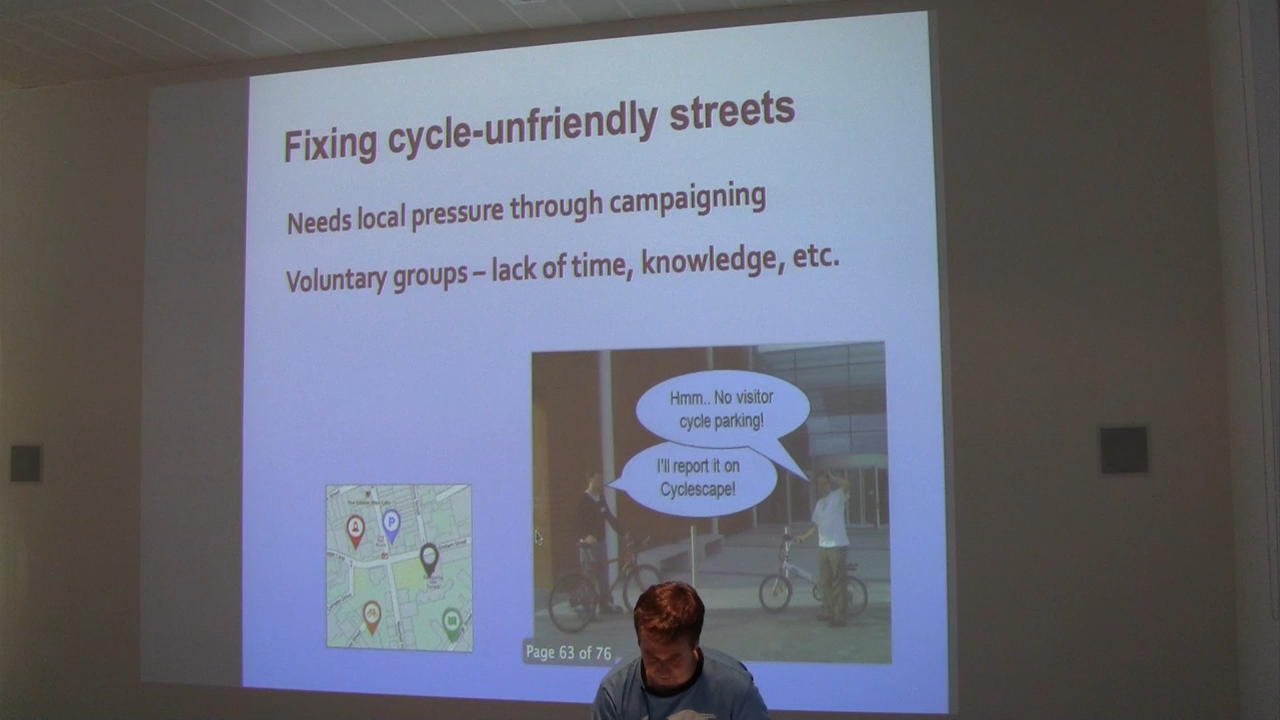 Fixing cycle-unfriendly streets
Needs local pressure through campaigning
Voluntary groups – lack of time, knowledge, etc.
Hmm.. No visitor
cycle parking!
I'll report it on
Cyclescape!
P
Page 63 of 76